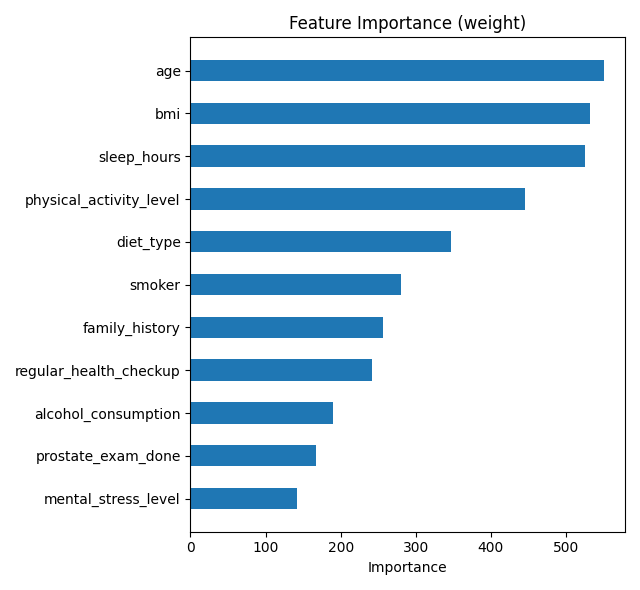 Feature Importance (weight)
age
bmi
sleep_hours
physical_activity_level
diet_type
smoker
family_history
regular_health_checkup
alcohol_consumption
prostate_exam_done
mental_stress_level
0 100 200 300 400 500
Importance